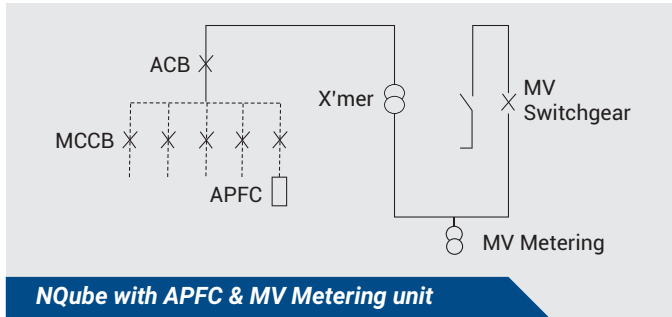 ACB
X'mer
MV
Switchgear
MCCB
APFC
MV Metering
NQube with APFC & MV Metering unit